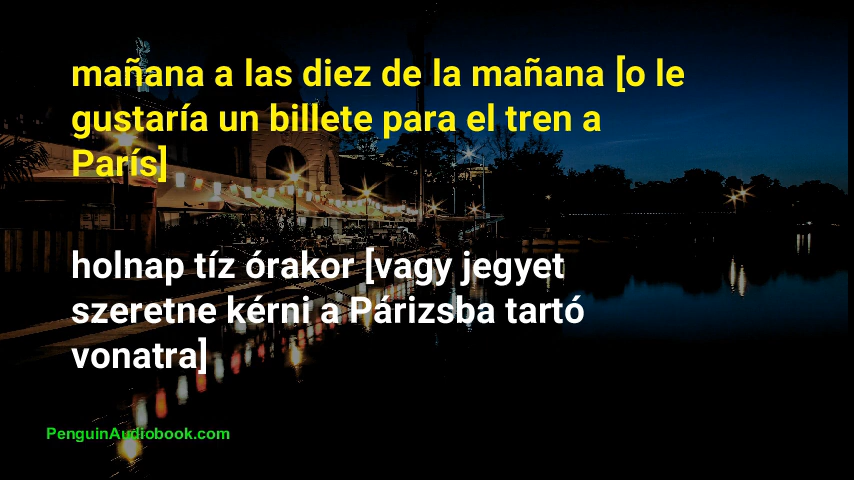 mañana a las diez de la mañana [o le
gustaría un billete para el tren a
París]
holnap tíz órakor [vagy jegyet
szeretne kérni a Párizsba tartó
vonatra]
PenguinAudiobook.com